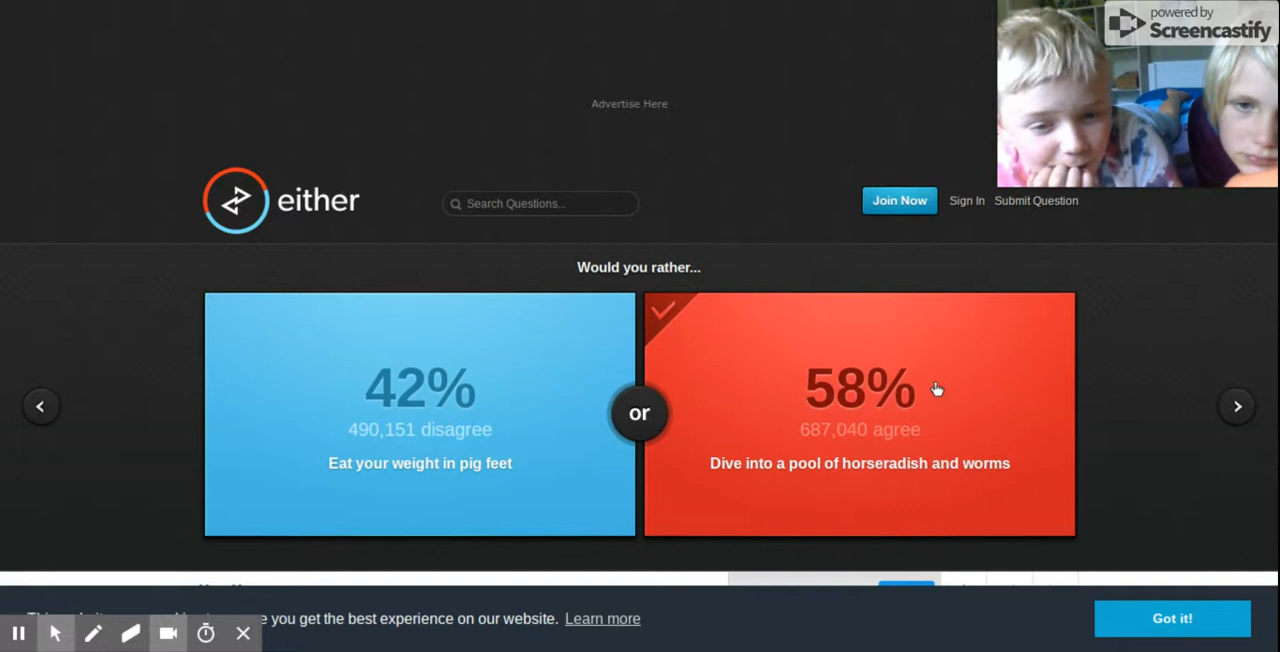 powered by
Screencastify
Advertise Here
either
Search Questions...
Join Now
Sign In
Submit Question
Would you rather...
42%
490,151 disagree
Eat your weight in pig feet
or
58%
687,040 agree
Dive into a pool of horseradish and worms
you get the best experience on our website. Learn more
Got it!